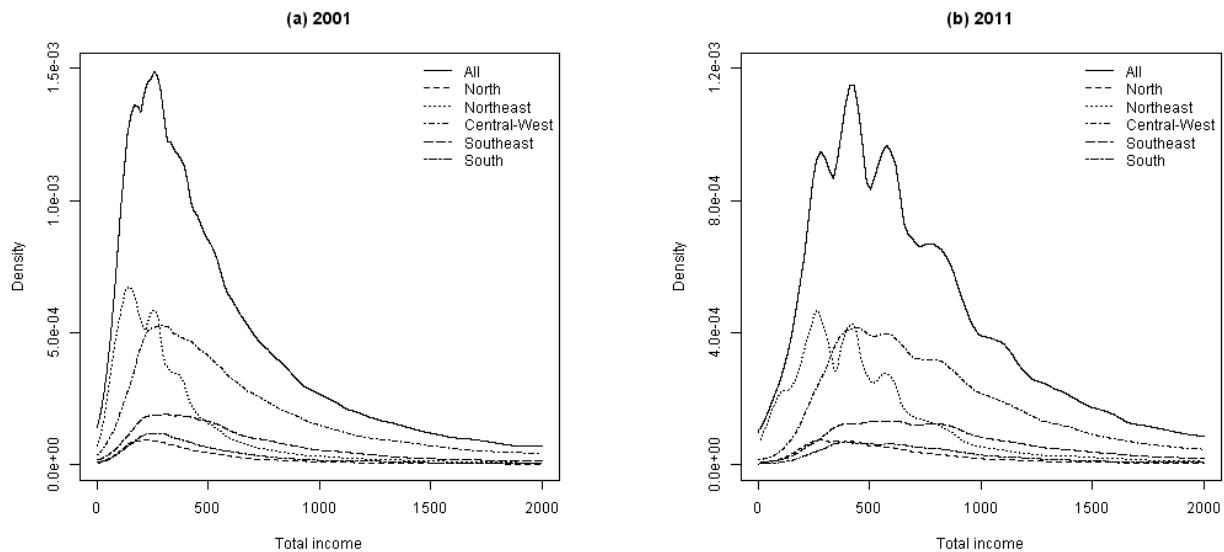 (a) 2001
1.5e-03
1.0e-03
5.0e-04
0.0e+00
Density
All
North
Northeast
Central-West
Southeast
South
0
500
1000
1500
2000
Total income
(b) 2011
1.2e-03
8.0e-04
4.0e-04
0.0e+00
Density
All
North
Northeast
Central-West
Southeast
South
0
500
1000
1500
2000
Total income